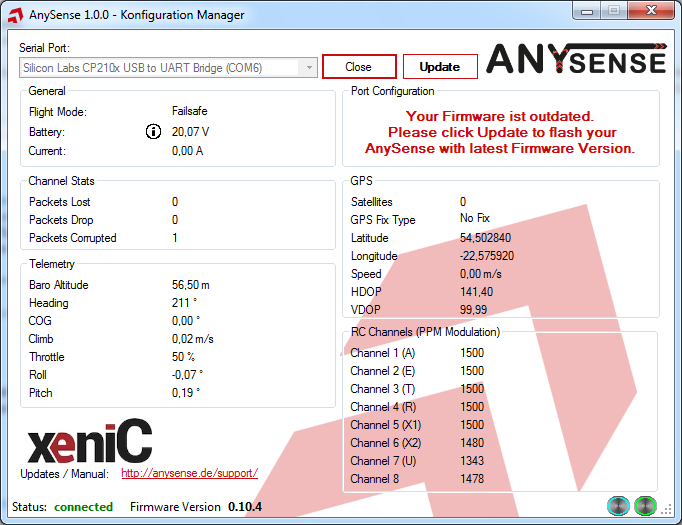 AnySense 1.0.0 - Konfiguration Manager
Serial Port:
Silicon Labs CP210x USB to UART Bridge (COM6)
Close
Update
ANYSENSE
General
Flight Mode: Failsafe
Battery: 20,07 V
Current: 0,00 A
Port Configuration
Your Firmware ist outdated.
Please click Update to flash your
AnySense with latest Firmware Version.
Channel Stats
Packets Lost 0
Packets Drop 0
Packets Corrupted 1
GPS
Satellites 0
GPS Fix Type No Fix
Latitude 54,502840
Longitude -22,575920
Speed 0,00 m/s
HDOP 141,40
VDOP 99,99
Telemetry
Baro Altitude 56,50 m
Heading 211 °
COG 0,00 °
Climb 0,02 m/s
Throttle 50 %
Roll -0,07 °
Pitch 0,19 °
RC Channels (PPM Modulation)
Channel 1 (A) 1500
Channel 2 (E) 1500
Channel 3 (T) 1500
Channel 4 (R) 1500
Channel 5 (X1) 1500
Channel 6 (X2) 1480
Channel 7 (U) 1343
Channel 8 1478
xeniC
Updates / Manual: http://anysense.de/support/
Status: connected Firmware Version 0.10.4